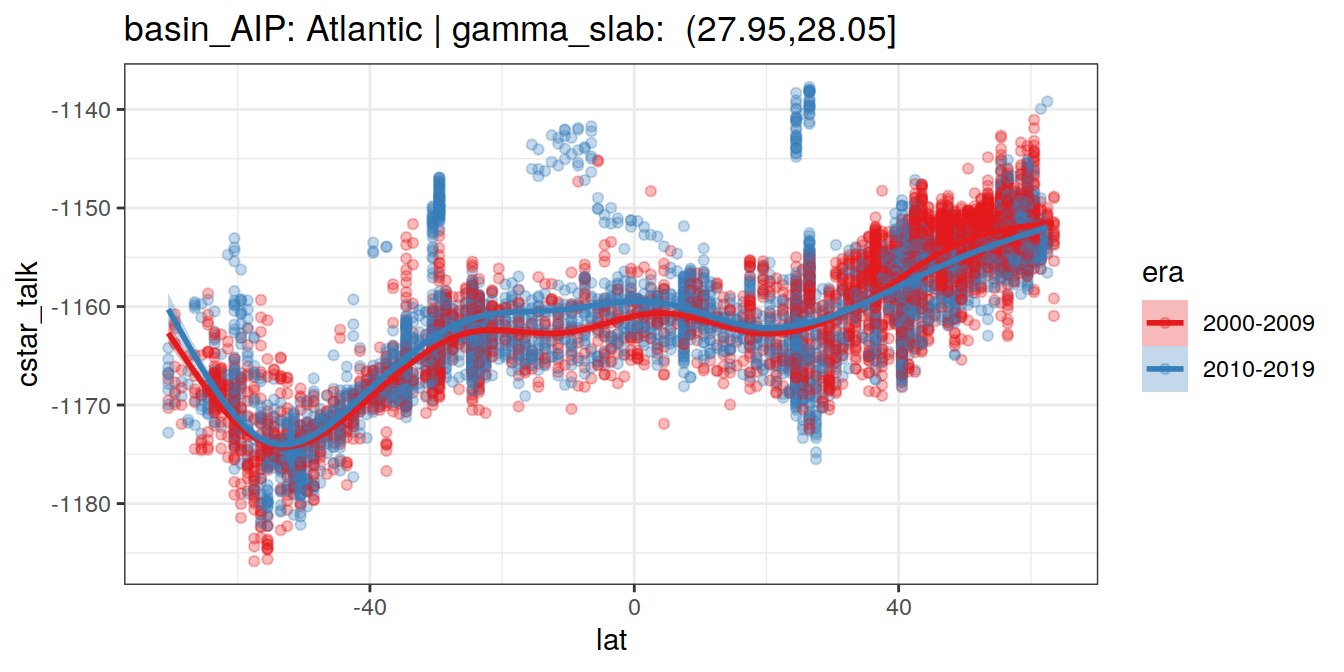 basin_AIP: Atlantic | gamma_slab:  (27.95,28.05]
-1140
-1150
-1160
-1170
-1180
cstar_talk
-40
0
40
lat
era
2000-2009
2010-2019